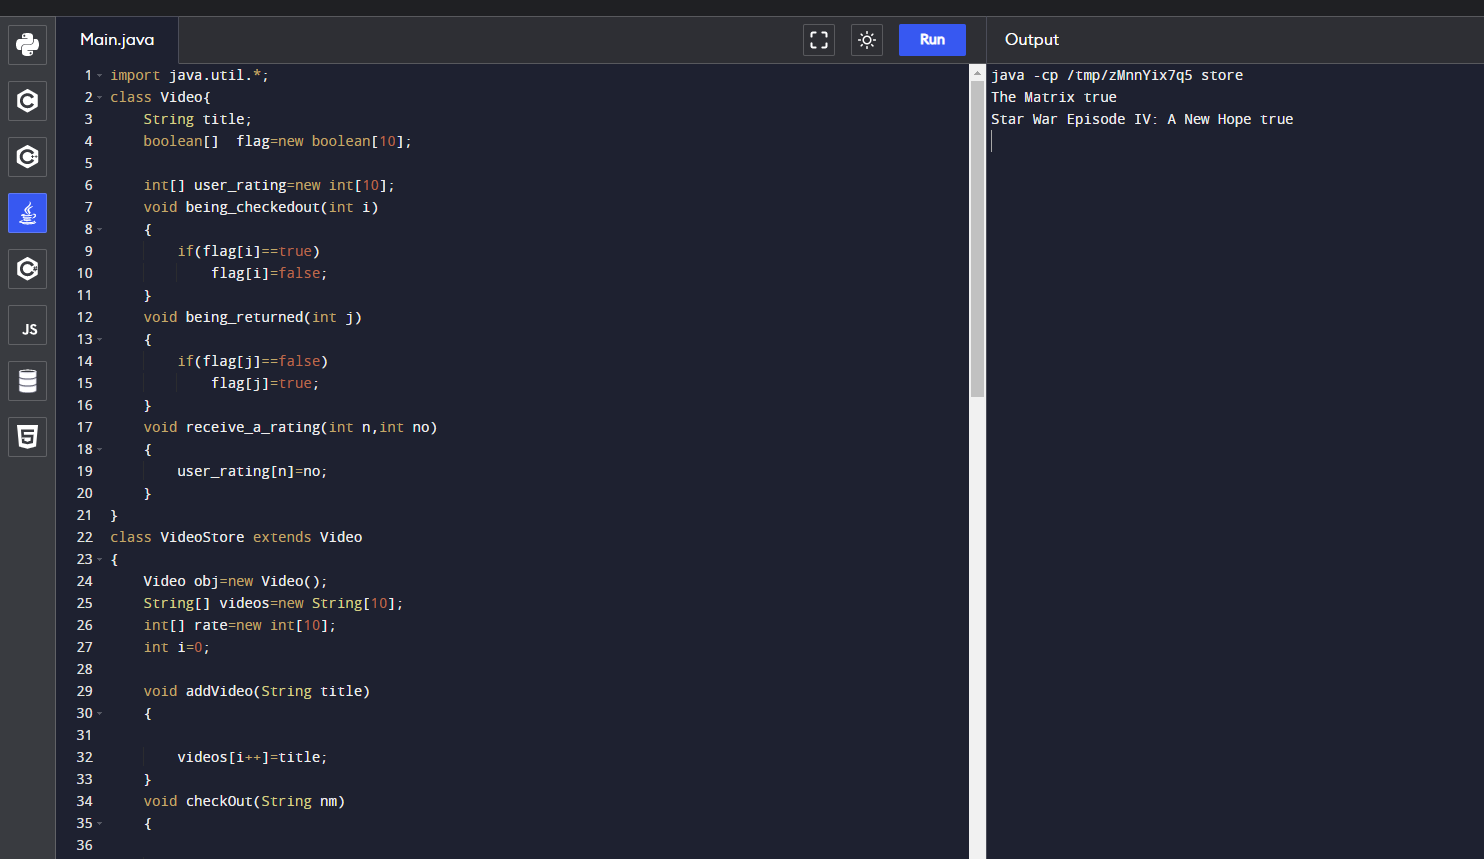 Main.java
Run
Output
JS
1 import java.util.*;
2 class Video{
3     String title;
4     boolean[]  flag=new boolean[10];
5
6     int[] user_rating=new int[10];
7     void being_checkedout(int i)
8     {
9         if(flag[i]==true)
10             flag[i]=false;
11     }
12     void being_returned(int j)
13     {
14         if(flag[j]==false)
15             flag[j]=true;
16     }
17     void receive_a_rating(int n,int no)
18     {
19         user_rating[n]=no;
20     }
21 }
22 class VideoStore extends Video
23 {
24     Video obj=new Video();
25     String[] videos=new String[10];
26     int[] rate=new int[10];
27     int i=0;
28
29     void addVideo(String title)
30     {
31
32         videos[i++]=title;
33     }
34     void checkOut(String nm)
35     {
36
java -cp /tmp/zMnnYix7q5 store
The Matrix true
Star War Episode IV: A New Hope true